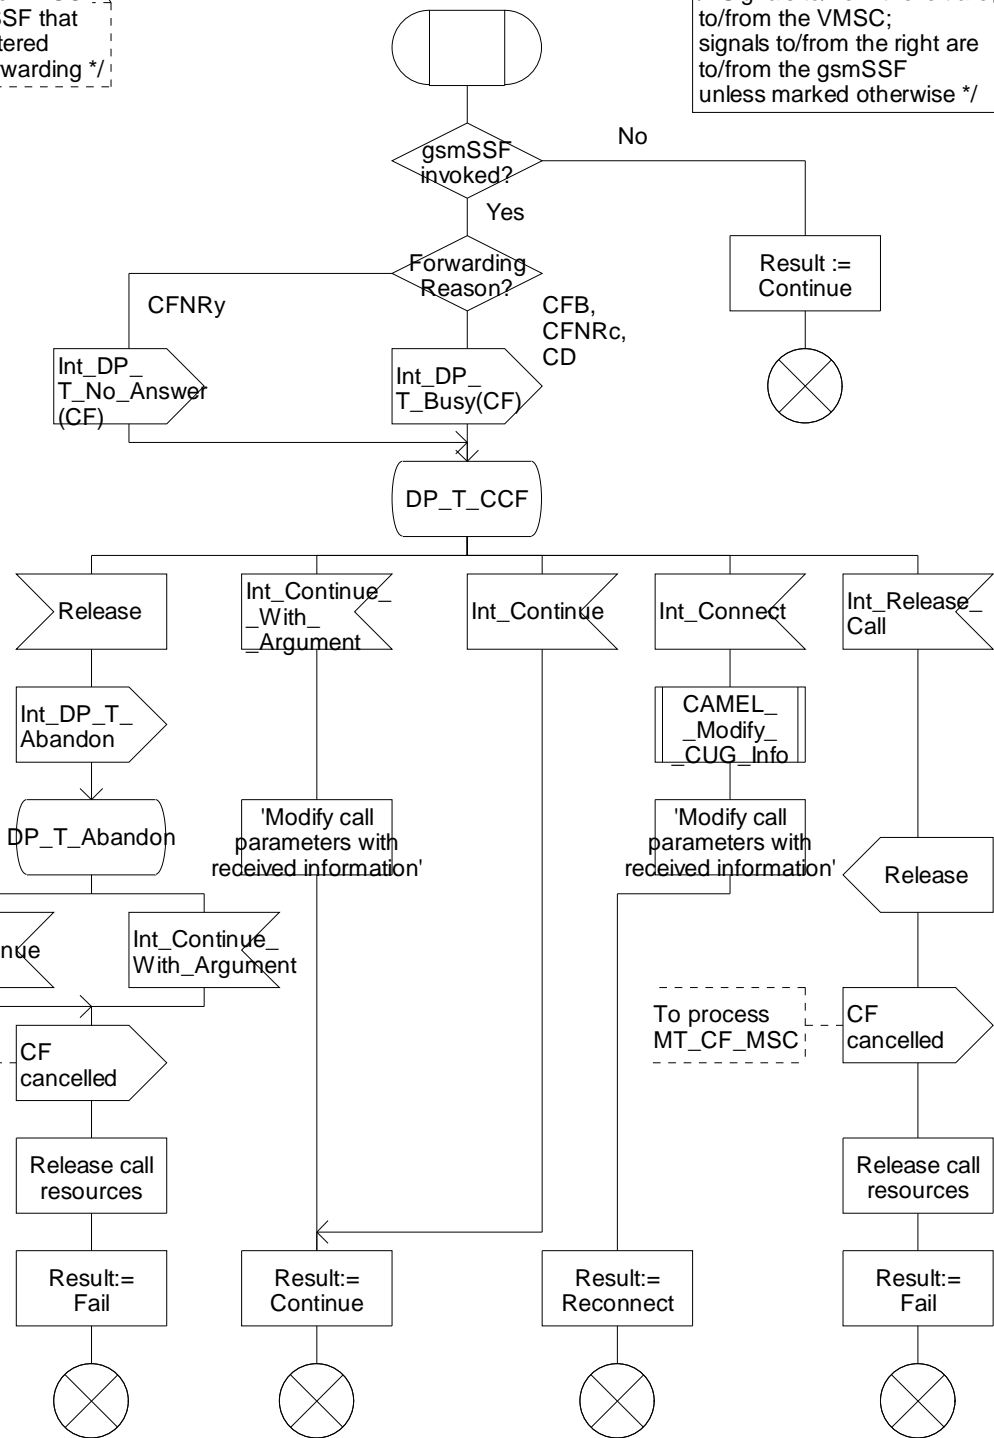 SSF that
warding */
to/from the VMSC;
signals to/from the right are
to/from the gsmSSF
unless marked otherwise */
gsmSSF
invoked?
No
Yes
Forwarding
Reason?
Result :=
Continue
CFNRy
CFB,
CFNRc,
CD
Int_DP_
T_No_Answer
(CF)
Int_DP_
T_Busy(CF)
DP_T_CCF
Release
Int_Continue_
_With_
_Argument
Int_Continue
Int_Connect
Int_Release_
Call
Int_DP_T_
Abandon
CAMEL_
_Modify_
_CUG_Info
DP_T_Abandon
'Modify call
parameters with
received information'
'Modify call
parameters with
received information'
Release
nue
Int_Continue_
With_Argument
To process
MT_CF_MSC
CF
cancelled
CF
cancelled
Release call
resources
Release call
resources
Result:=
Fail
Result:=
Continue
Result:=
Reconnect
Result:=
Fail